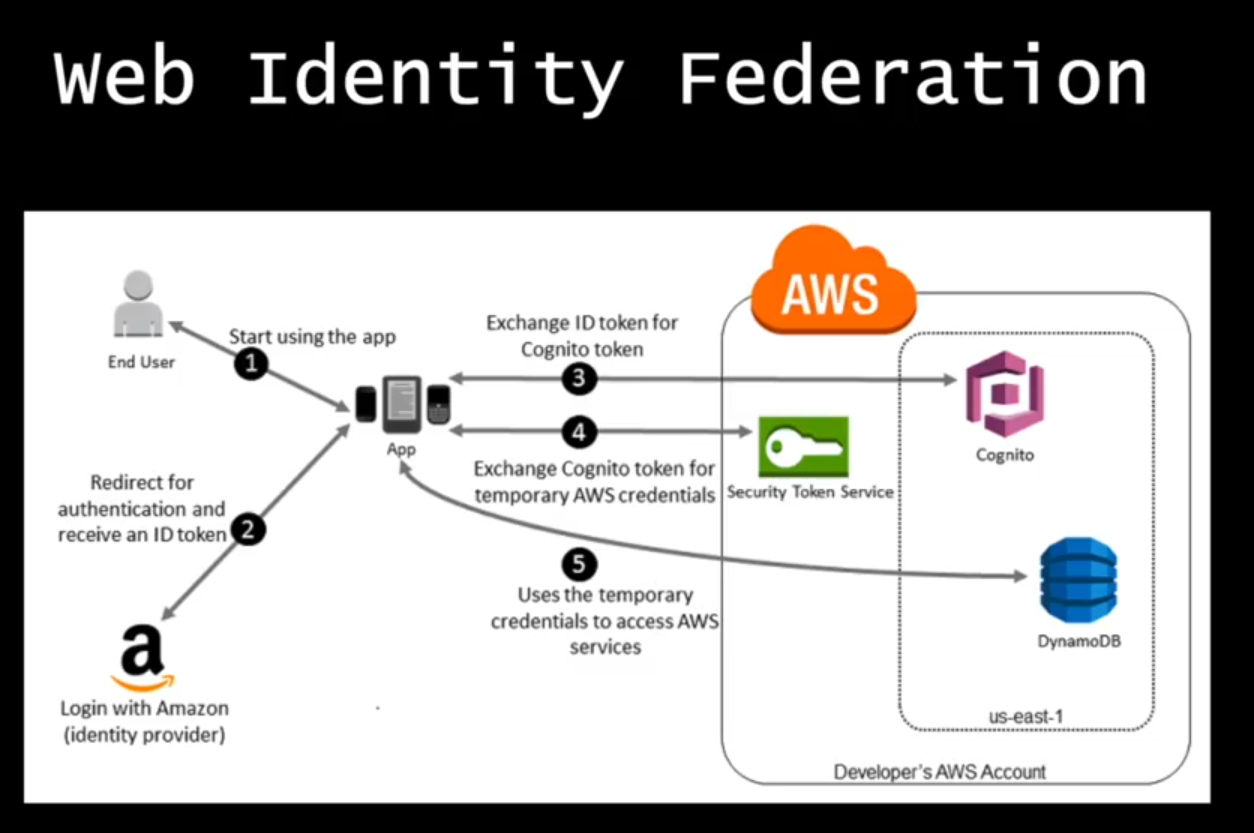 Web Identity Federation
AWS
End User
Start using the app
1
Exchange ID token for
Cognito token
3
Cognito
App
4
Exchange Cognito token for
temporary AWS credentials
Security Token Service
Redirect for
authentication and
receive an ID token
2
5
Uses the temporary
credentials to access AWS
services
DynamoDB
a
Login with Amazon
(identity provider)
us-east-1
Developer's AWS Account